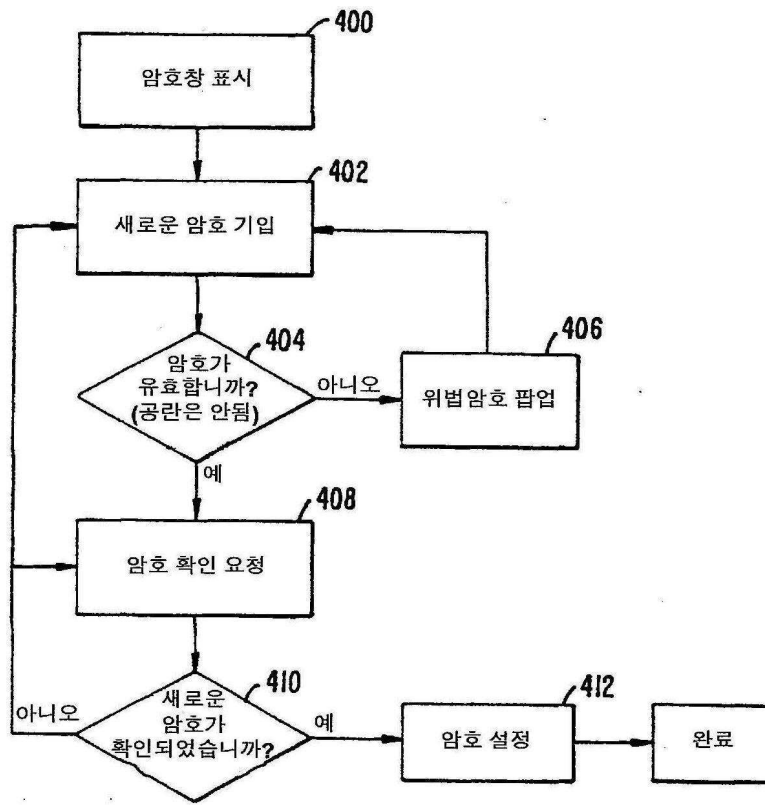 400
암호창 표시
402
새로운 암호 기입
404
암호가
유효합니까?
(공란은 안됨)
아니오
406
위법암호 팝업
예
408
암호 확인 요청
410
새로운
암호가
확인되었습니까?
아니오
예
412
암호 설정
완료